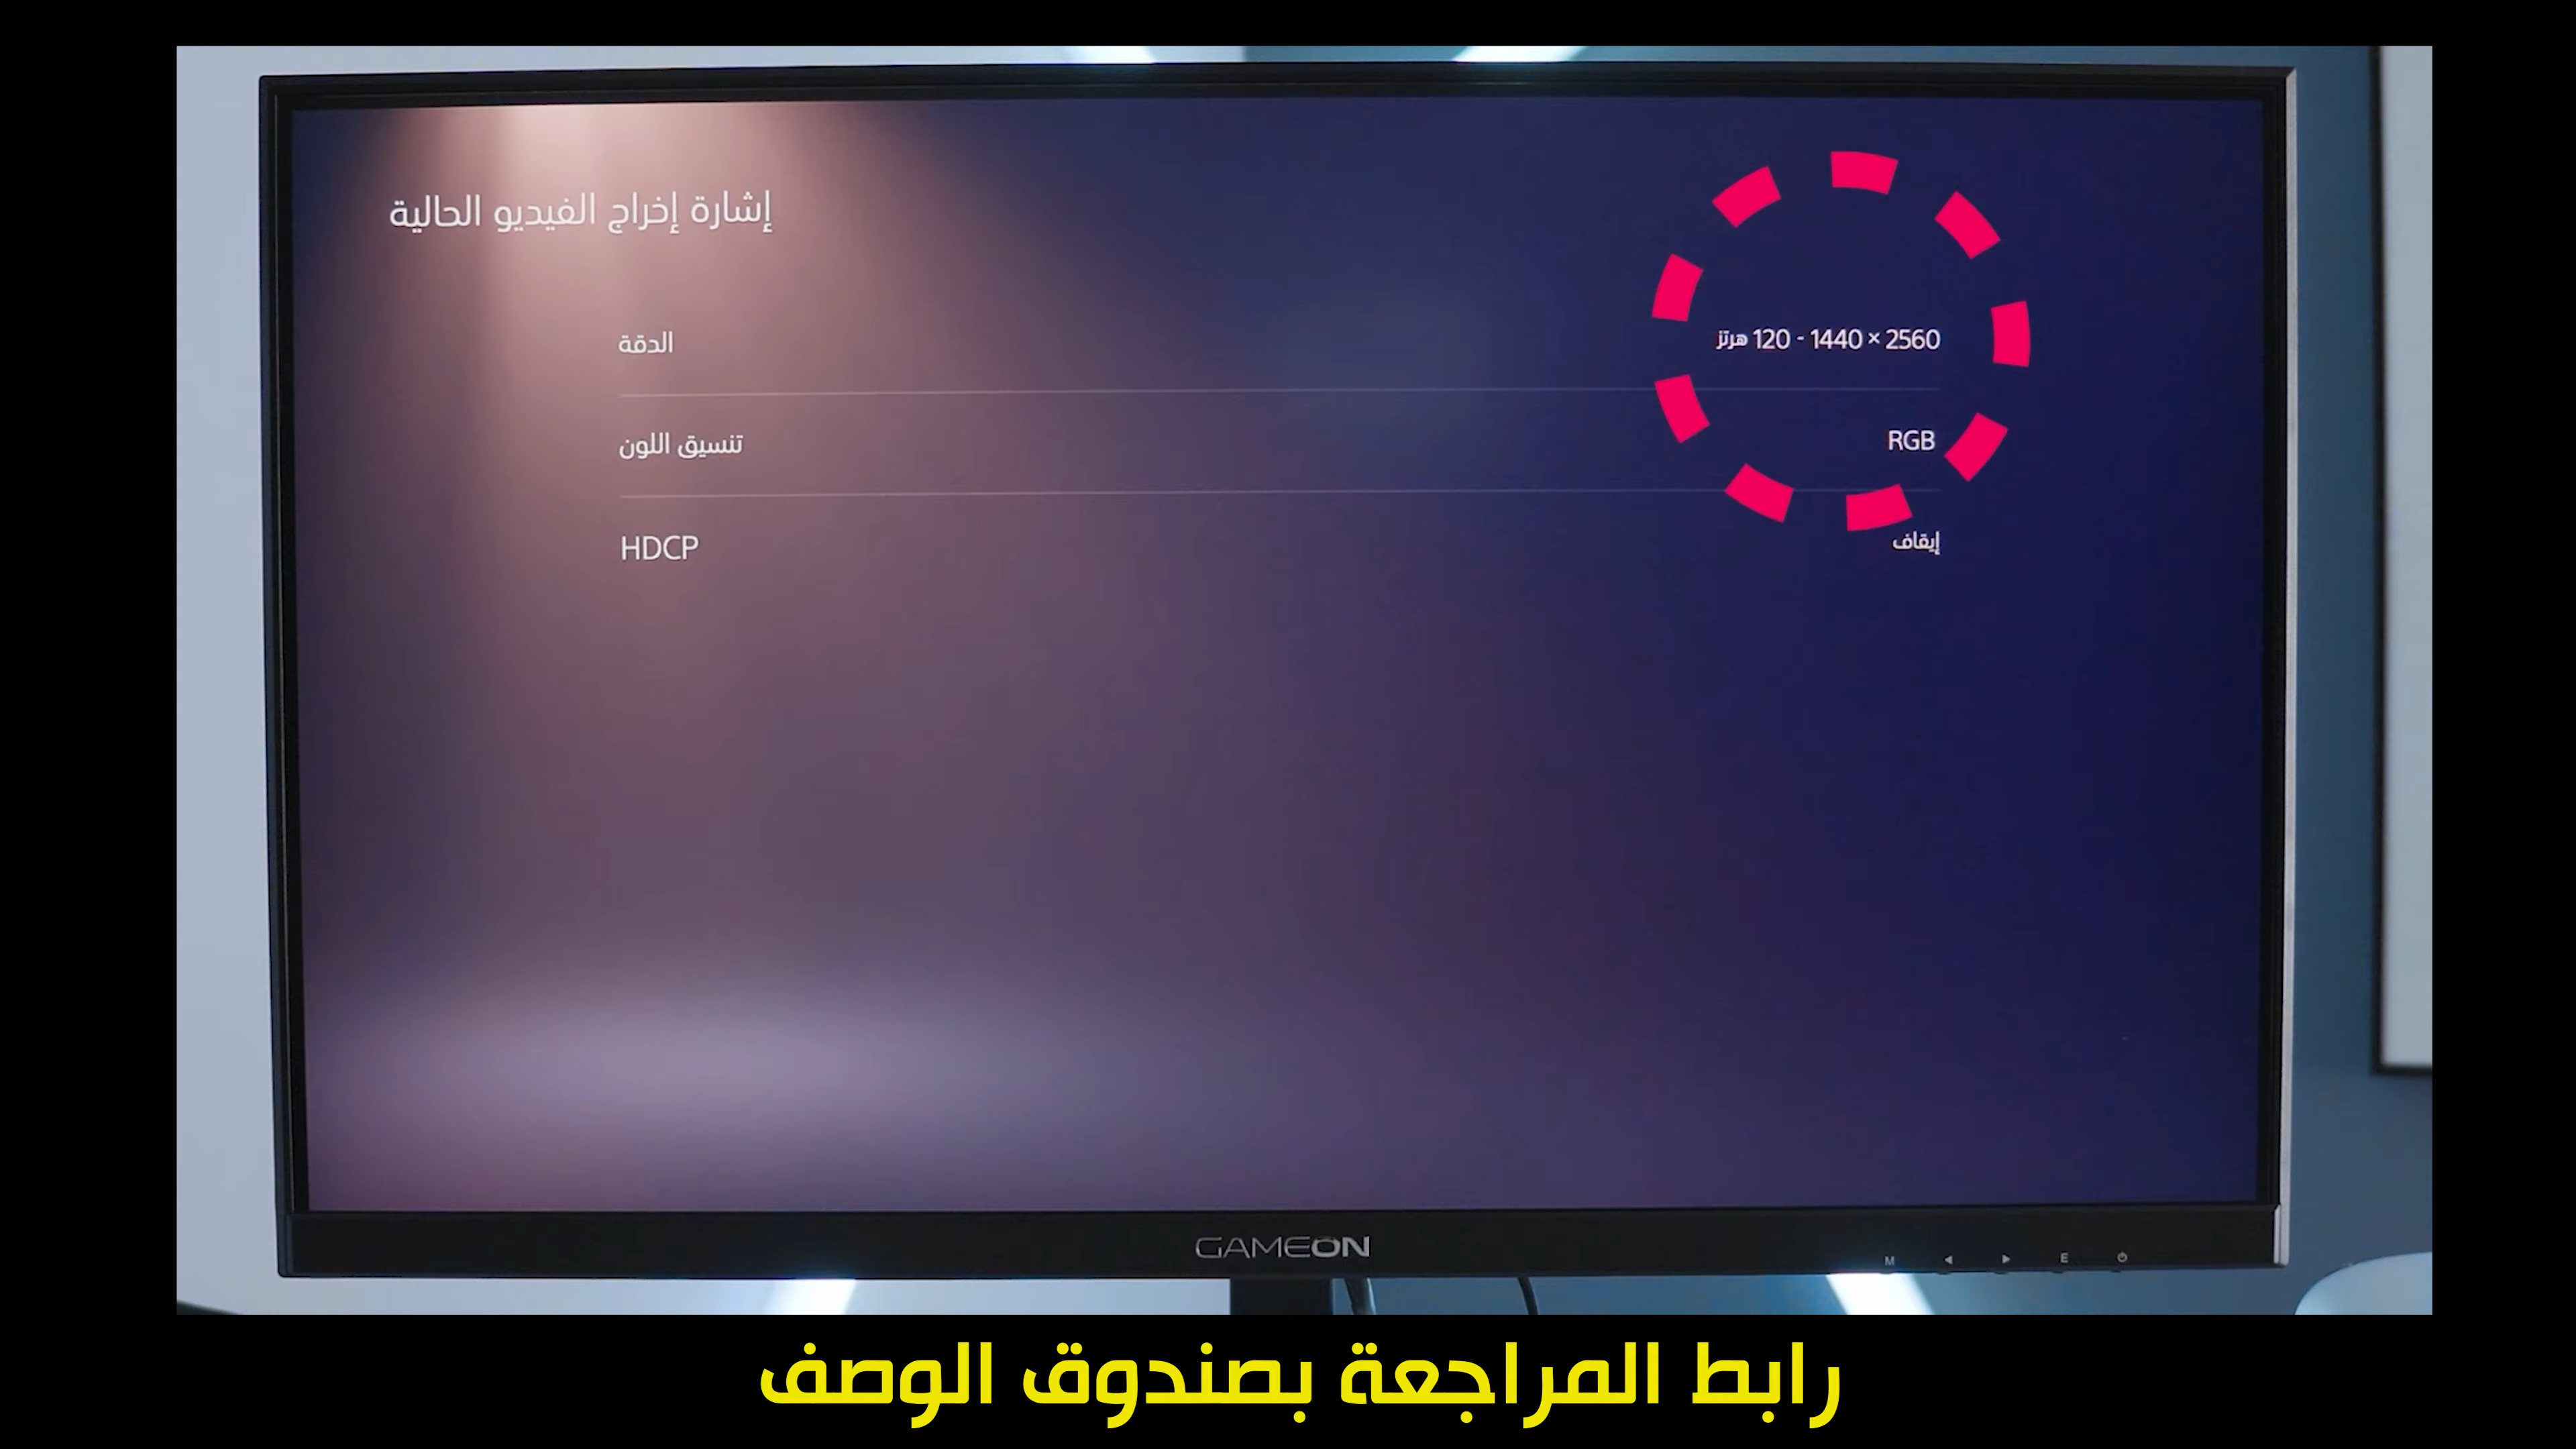 إشارة إخراج الفيديو الحالية
الدقة
2560 × 1440 - 120 هرتز
تنسيق اللون
RGB
HDCP
إيقاف
GAMEON
M ◀ ▶ E ⏻
رابط المراجعة بصندوق الوصف